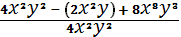 4x²y² − (2x²y) + 8x⁸y³
4x²y²